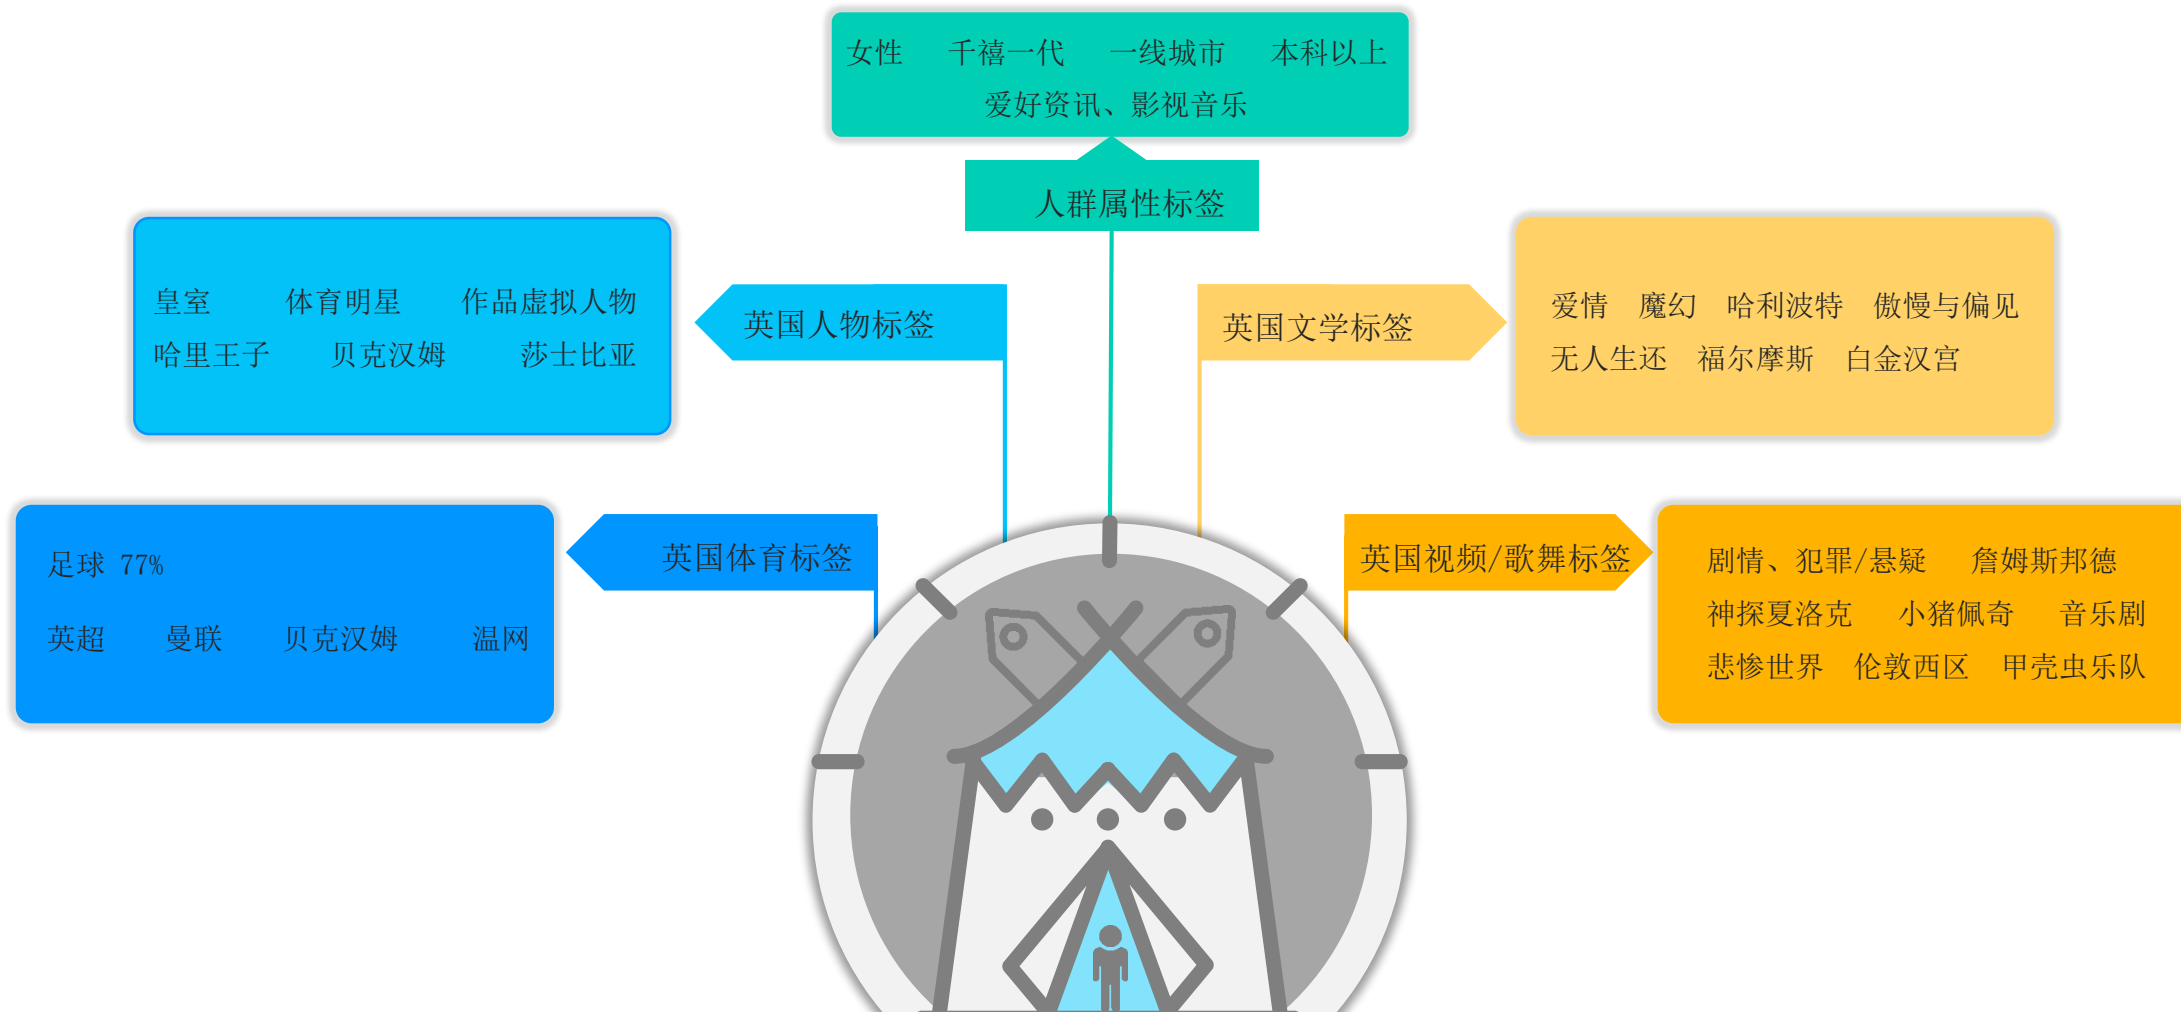 女性 千禧一代 一线城市 本科以上
爱好资讯、影视音乐
人群属性标签
皇室 体育明星 作品虚拟人物
哈里王子 贝克汉姆 莎士比亚
英国人物标签
英国文学标签
爱情 魔幻 哈利波特 傲慢与偏见
无人生还 福尔摩斯 白金汉宫
足球 77%
英超 曼联 贝克汉姆 温网
英国体育标签
英国视频/歌舞标签
剧情、犯罪/悬疑 詹姆斯邦德
神探夏洛克 小猪佩奇 音乐剧
悲惨世界 伦敦西区 甲壳虫乐队